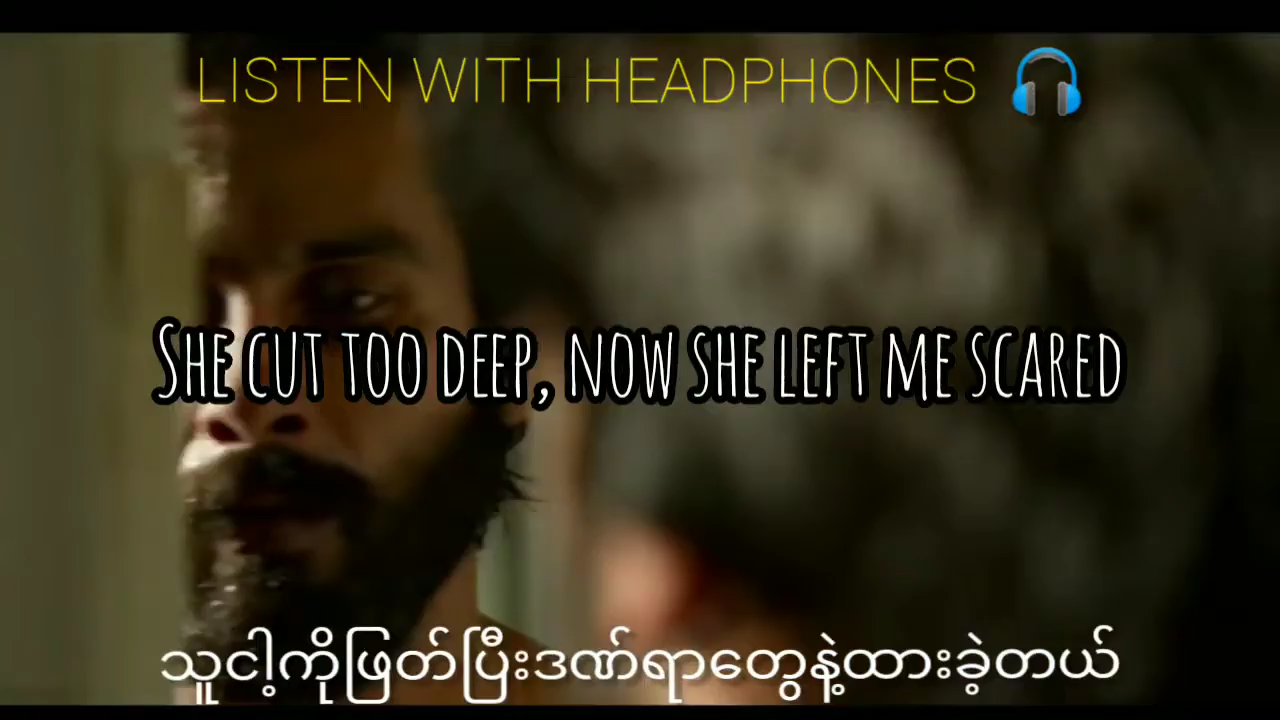 LISTEN WITH HEADPHONES 🎧
SHE CUT TOO DEEP, NOW SHE LEFT ME SCARED
သူငါ့ကိုဖြတ်ပြီးဒဏ်ရာတွေနဲ့ထားခဲ့တယ်